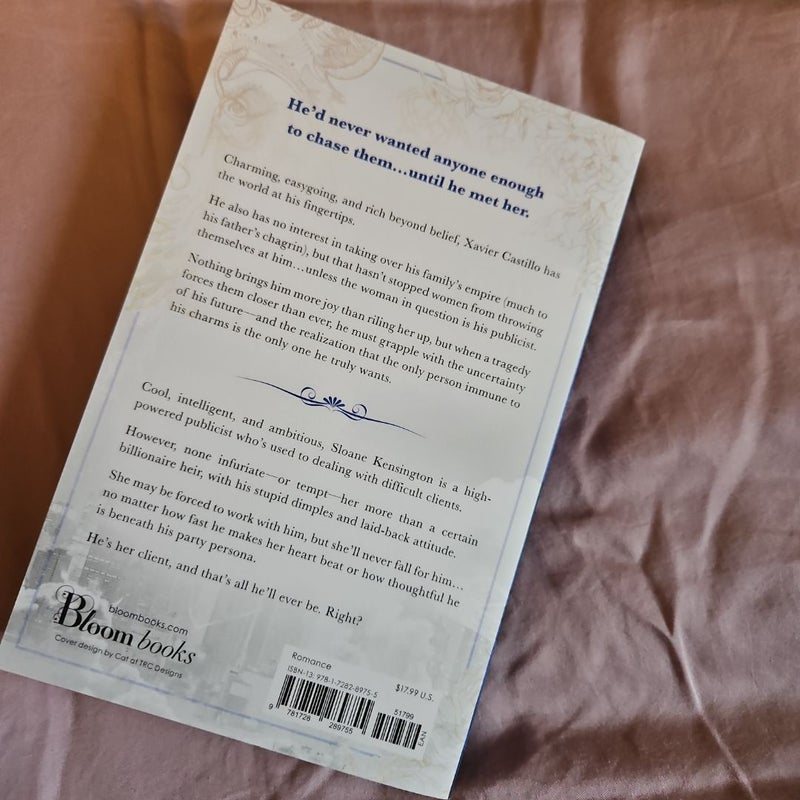 He'd never wanted anyone enough
to chase them...until he met her.
Charming, easygoing, and rich beyond belief, Xavier Castillo has
the world at his fingertips.
He also has no interest in taking over his family's empire (much to
his father's chagrin), but that hasn't stopped women from throwing
themselves at him...unless the woman in question is his publicist.
Nothing brings him more joy than riling her up, but when a tragedy
forces them closer than ever, he must grapple with the uncertainty
of his future—and the realization that the only person immune to
his charms is the only one he truly wants.
Cool, intelligent, and ambitious, Sloane Kensington is a high-
powered publicist who's used to dealing with difficult clients.
However, none infuriate—or tempt—her more than a certain
billionaire heir, with his stupid dimples and laid-back attitude.
She may be forced to work with him, but she'll never fall for him...
no matter how fast he makes her heart beat or how thoughtful he
is beneath his party persona.
He's her client, and that's all he'll ever be. Right?
bloombooks.com
Bloom books
Cover design by Cat at TRC Designs
Romance
$17.99 U.S.
ISBN-13: 978-1-7282-8975-5
51799
9 781728 289755
EAN